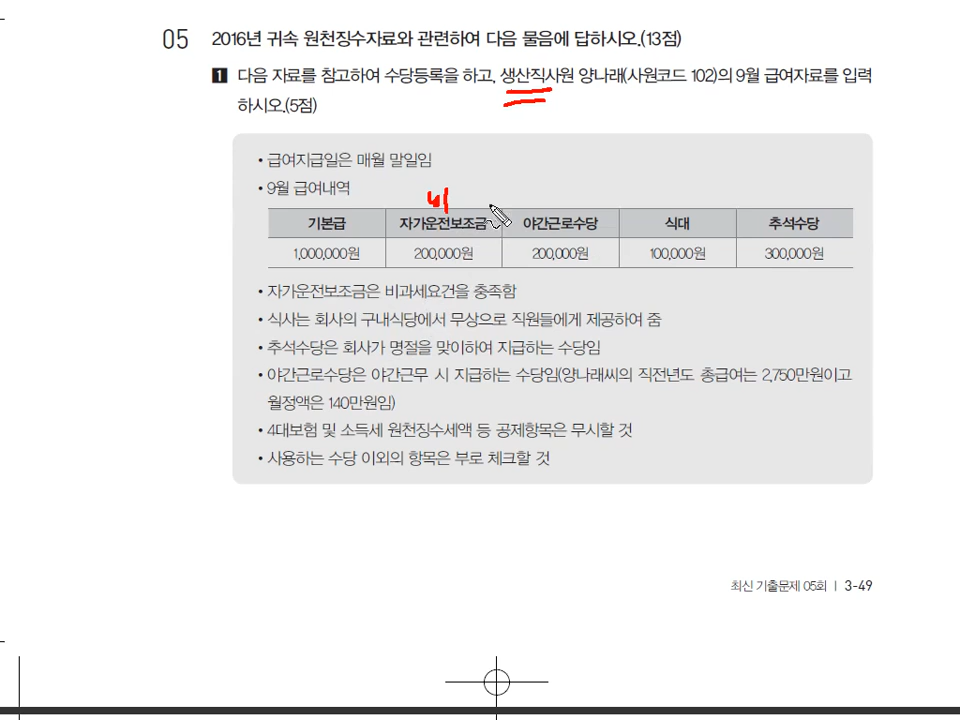 05 2016년 귀속 원천징수자료와 관련하여 다음 물음에 답하시오.(13점)
1 다음 자료를 참고하여 수당등록을 하고, 생산직사원 양나래(사원코드 102)의 9월 급여자료를 입력
하시오.(5점)
• 급여지급일은 매월 말일임
• 9월 급여내역
비
기본급 자가운전보조금 야간근로수당 식대 추석수당
1,000,000원 200,000원 200,000원 100,000원 300,000원
• 자가운전보조금은 비과세요건을 충족함
• 식사는 회사의 구내식당에서 무상으로 직원들에게 제공하여 줌
• 추석수당은 회사가 명절을 맞이하여 지급하는 수당임
• 야간근로수당은 야간근무 시 지급하는 수당임(양나래씨의 직전년도 총급여는 2,750만원이고
월정액은 140만원임)
• 4대보험 및 소득세 원천징수세액 등 공제항목은 무시할 것
• 사용하는 수당 이외의 항목은 부로 체크할 것
최신 기출문제 05회 | 3-49